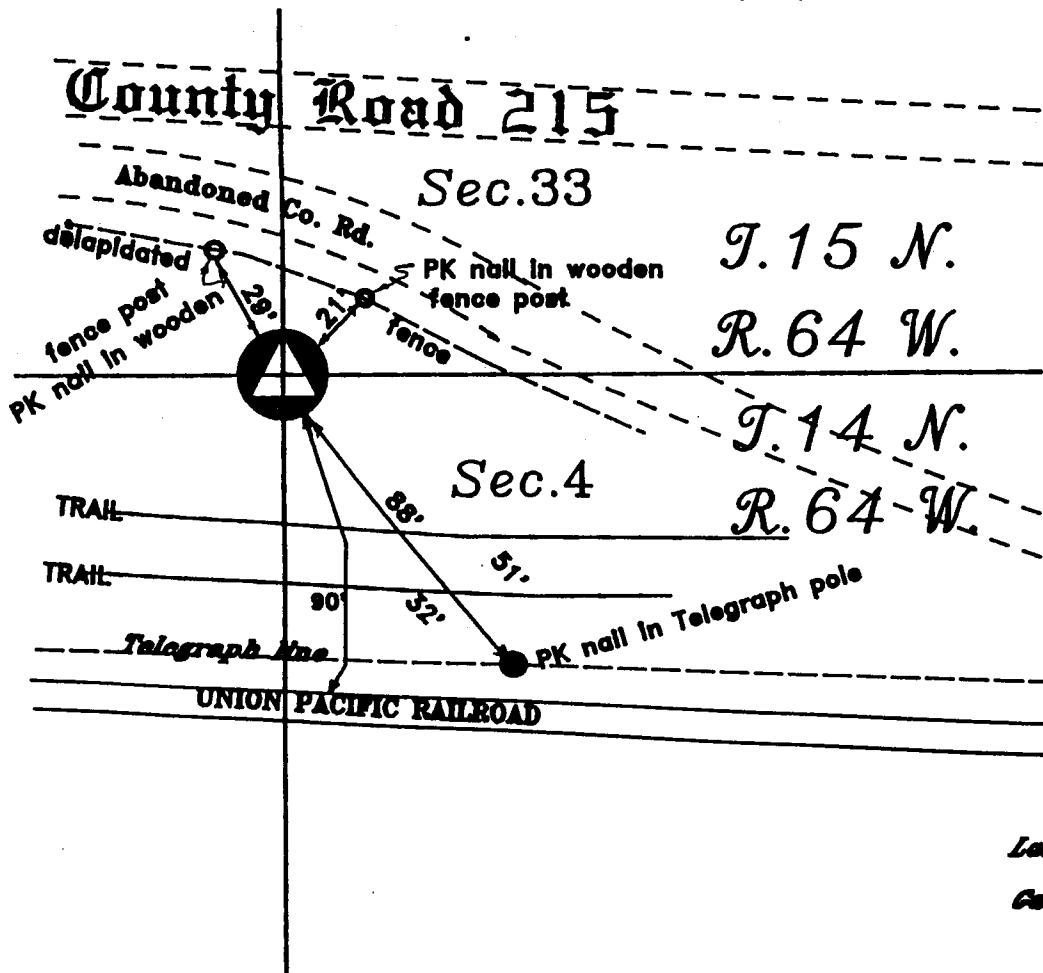 County Road 215
Abandoned Co. Rd.
Sec.33
T.15 N.
R.64 W.
delapidated
fence post
PK nail in wooden
29'
21'
PK nail in wooden
fence post
fence
T.14 N.
R.64 W.
Sec.4
TRAIL
TRAIL
88'
51'
32'
90'
PK nail in Telegraph pole
Telegraph line
UNION PACIFIC RAILROAD